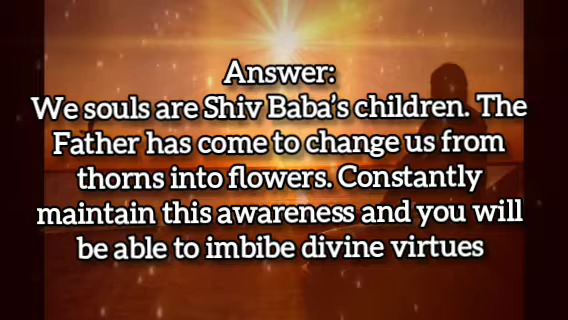 Answer:
We souls are Shiv Baba's children. The
Father has come to change us from
thorns into flowers. Constantly
maintain this awareness and you will
be able to imbibe divine virtues